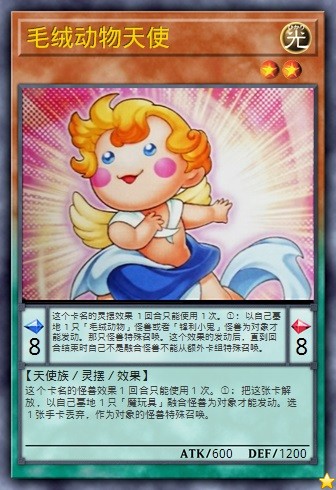 毛绒动物天使
光
这个卡名的灵摆效果1回合只能使用1次。①：以自己墓
地1只「毛绒动物」怪兽或者「锋利小鬼」怪兽为对象才
能发动。那只怪兽特殊召唤。这个效果的发动后，直到回
合结束时自己不是融合怪兽不能从额外卡组特殊召唤。
8
8
【天使族/灵摆/效果】
这个卡名的怪兽效果1回合只能使用1次。①：把这张卡解
放，以自己墓地1只「魔玩具」融合怪兽为对象才能发动。选
1张手卡丢弃，作为对象的怪兽特殊召唤。
ATK/600 DEF/1200